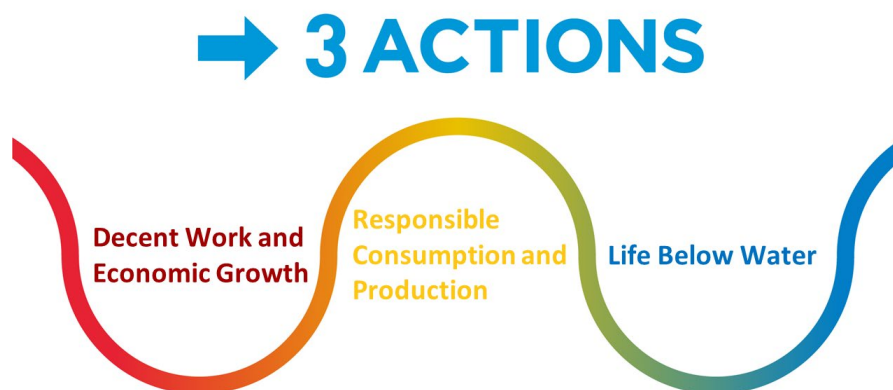 3 ACTIONS
Decent Work and
Economic Growth
Responsible
Consumption and
Production
Life Below Water